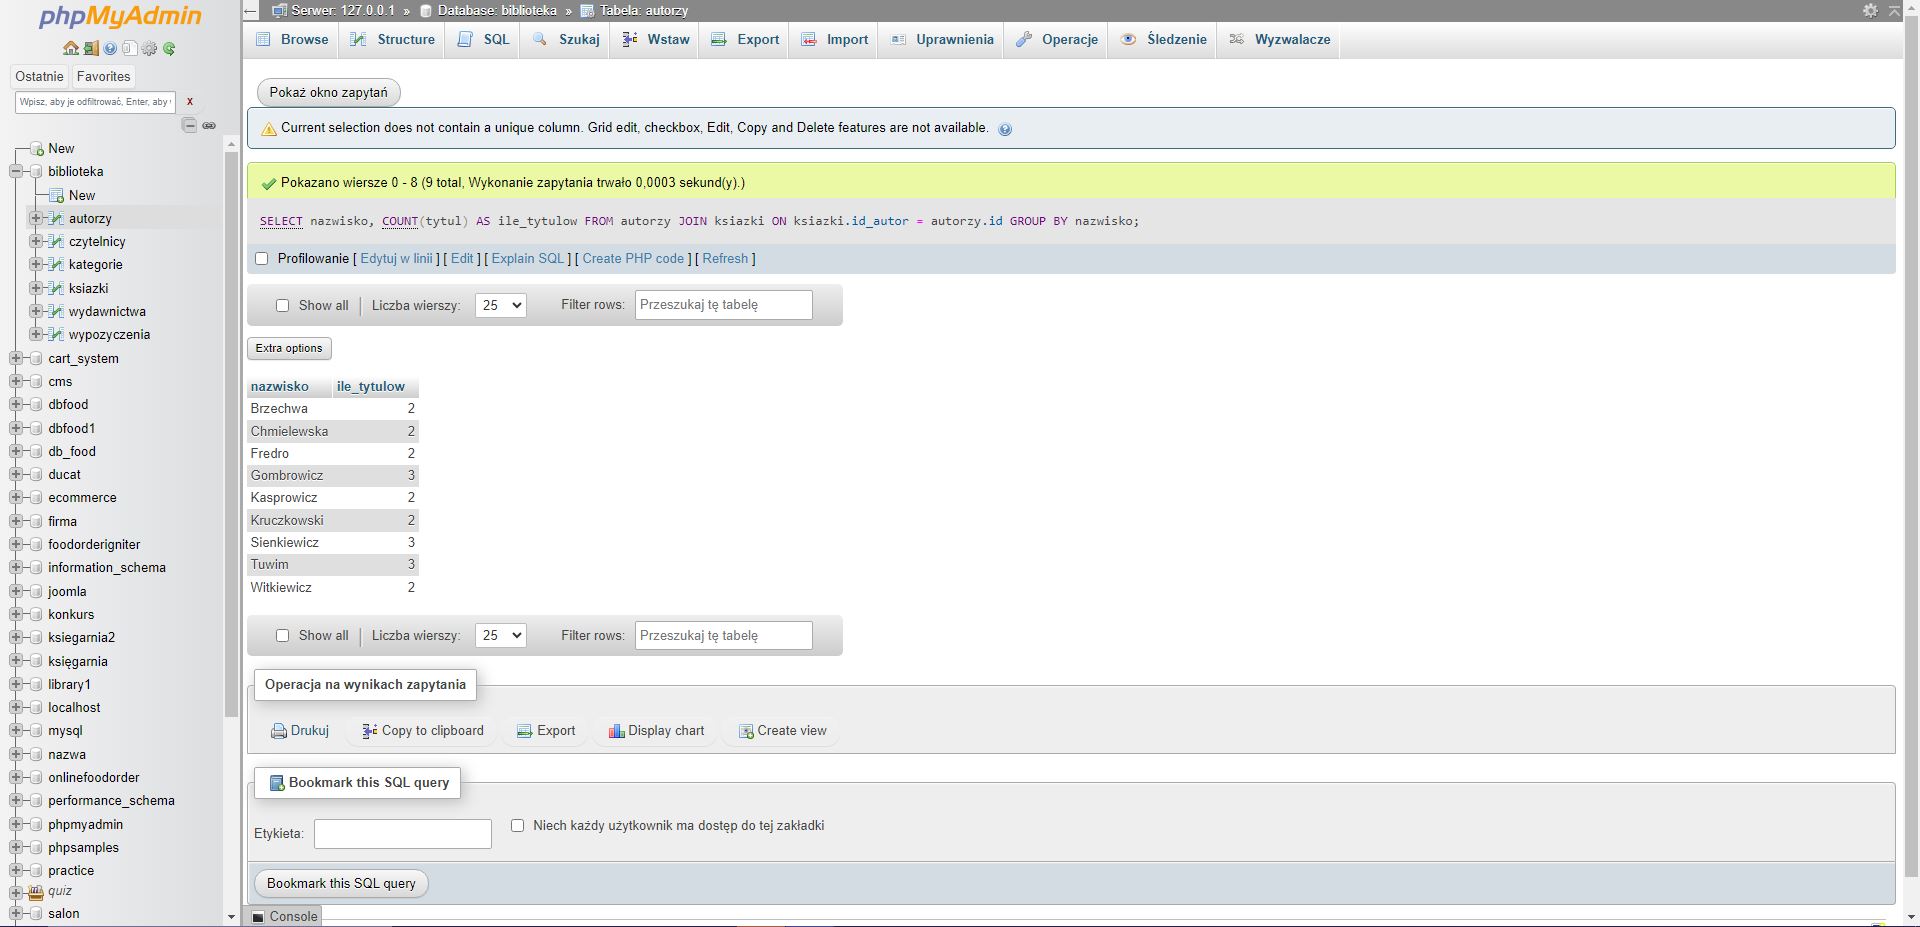 phpMyAdmin
Ostatnie Favorites
Wpisz, aby je odfiltrować, Enter, aby X
New
biblioteka
New
autorzy
czytelnicy
kategorie
ksiazki
wydawnictwa
wypozyczenia
cart_system
cms
dbfood
dbfood1
db_food
ducat
ecommerce
firma
foodorderigniter
information_schema
joomla
konkurs
ksiegarnia2
księgarnia
library1
localhost
mysql
nazwa
onlinefoodorder
performance_schema
phpmyadmin
phpsamples
practice
quiz
salon
Serwer: 127.0.0.1 » Database: biblioteka » Tabela: autorzy
Browse Structure SQL Szukaj Wstaw Export Import Uprawnienia Operacje Śledzenie Wyzwalacze
Pokaż okno zapytań
Current selection does not contain a unique column. Grid edit, checkbox, Edit, Copy and Delete features are not available.
Pokazano wiersze 0 - 8 (9 total, Wykonanie zapytania trwało 0,0003 sekund(y).)
SELECT nazwisko, COUNT(tytul) AS ile_tytulow FROM autorzy JOIN ksiazki ON ksiazki.id_autor = autorzy.id GROUP BY nazwisko;
Profilowanie [ Edytuj w linii ] [ Edit ] [ Explain SQL ] [ Create PHP code ] [ Refresh ]
Show all | Liczba wierszy: 25 Filter rows: Przeszukaj tę tabelę
Extra options
nazwisko ile_tytulow
Brzechwa 2
Chmielewska 2
Fredro 2
Gombrowicz 3
Kasprowicz 2
Kruczkowski 2
Sienkiewicz 3
Tuwim 3
Witkiewicz 2
Show all | Liczba wierszy: 25 Filter rows: Przeszukaj tę tabelę
Operacja na wynikach zapytania
Drukuj Copy to clipboard Export Display chart Create view
Bookmark this SQL query
Etykieta: Niech każdy użytkownik ma dostęp do tej zakładki
Bookmark this SQL query
Console